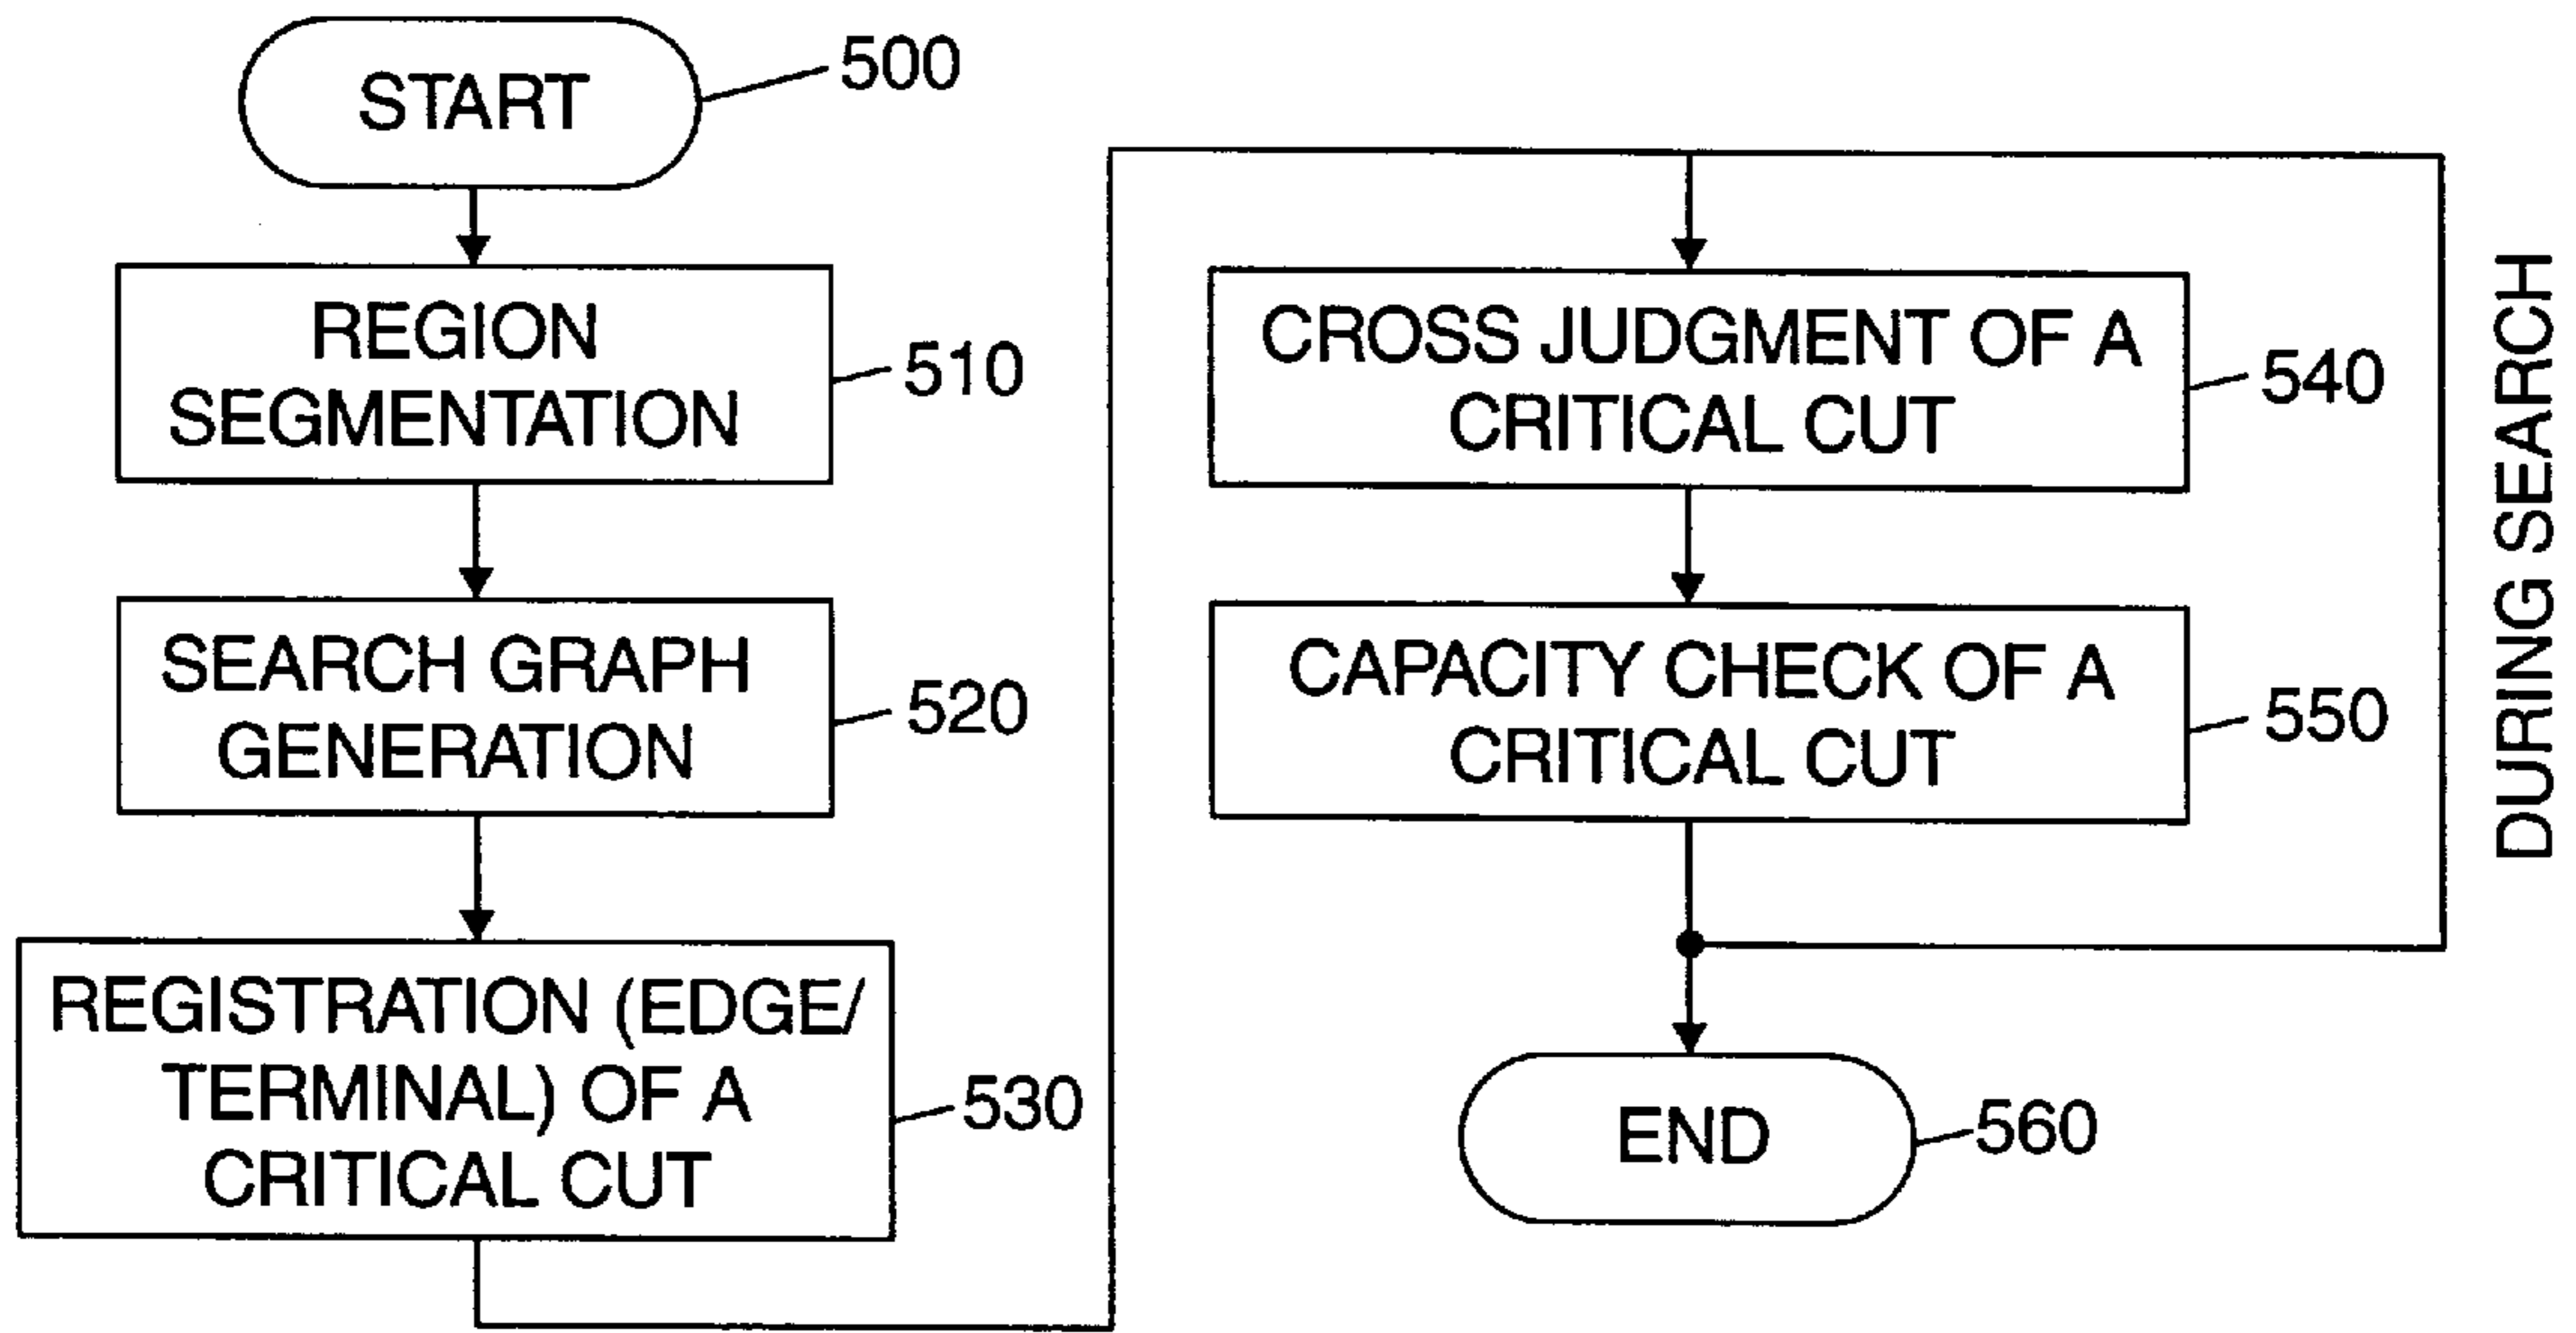 START
500
REGION
SEGMENTATION
510
SEARCH GRAPH
GENERATION
520
REGISTRATION (EDGE/
TERMINAL) OF A
CRITICAL CUT
530
CROSS JUDGMENT OF A
CRITICAL CUT
540
CAPACITY CHECK OF A
CRITICAL CUT
550
END
560
DURING SEARCH